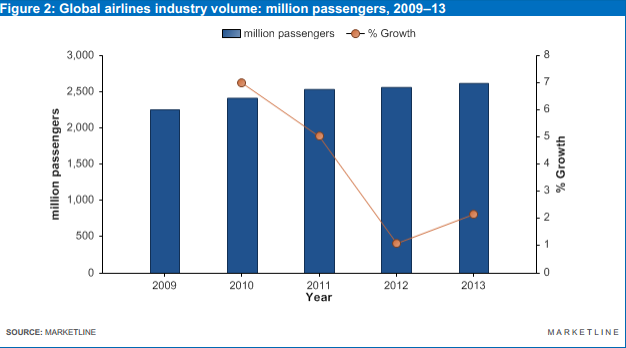 Figure 2: Global airlines industry volume: million passengers, 2009–13
million passengers % Growth
3,000 8
7
2,500
6
2,000
5
1,500 4
3
1,000
2
500
1
0 0
million passengers
% Growth
2009 2010 2011 2012 2013
Year
SOURCE: MARKETLINE MARKETLINE